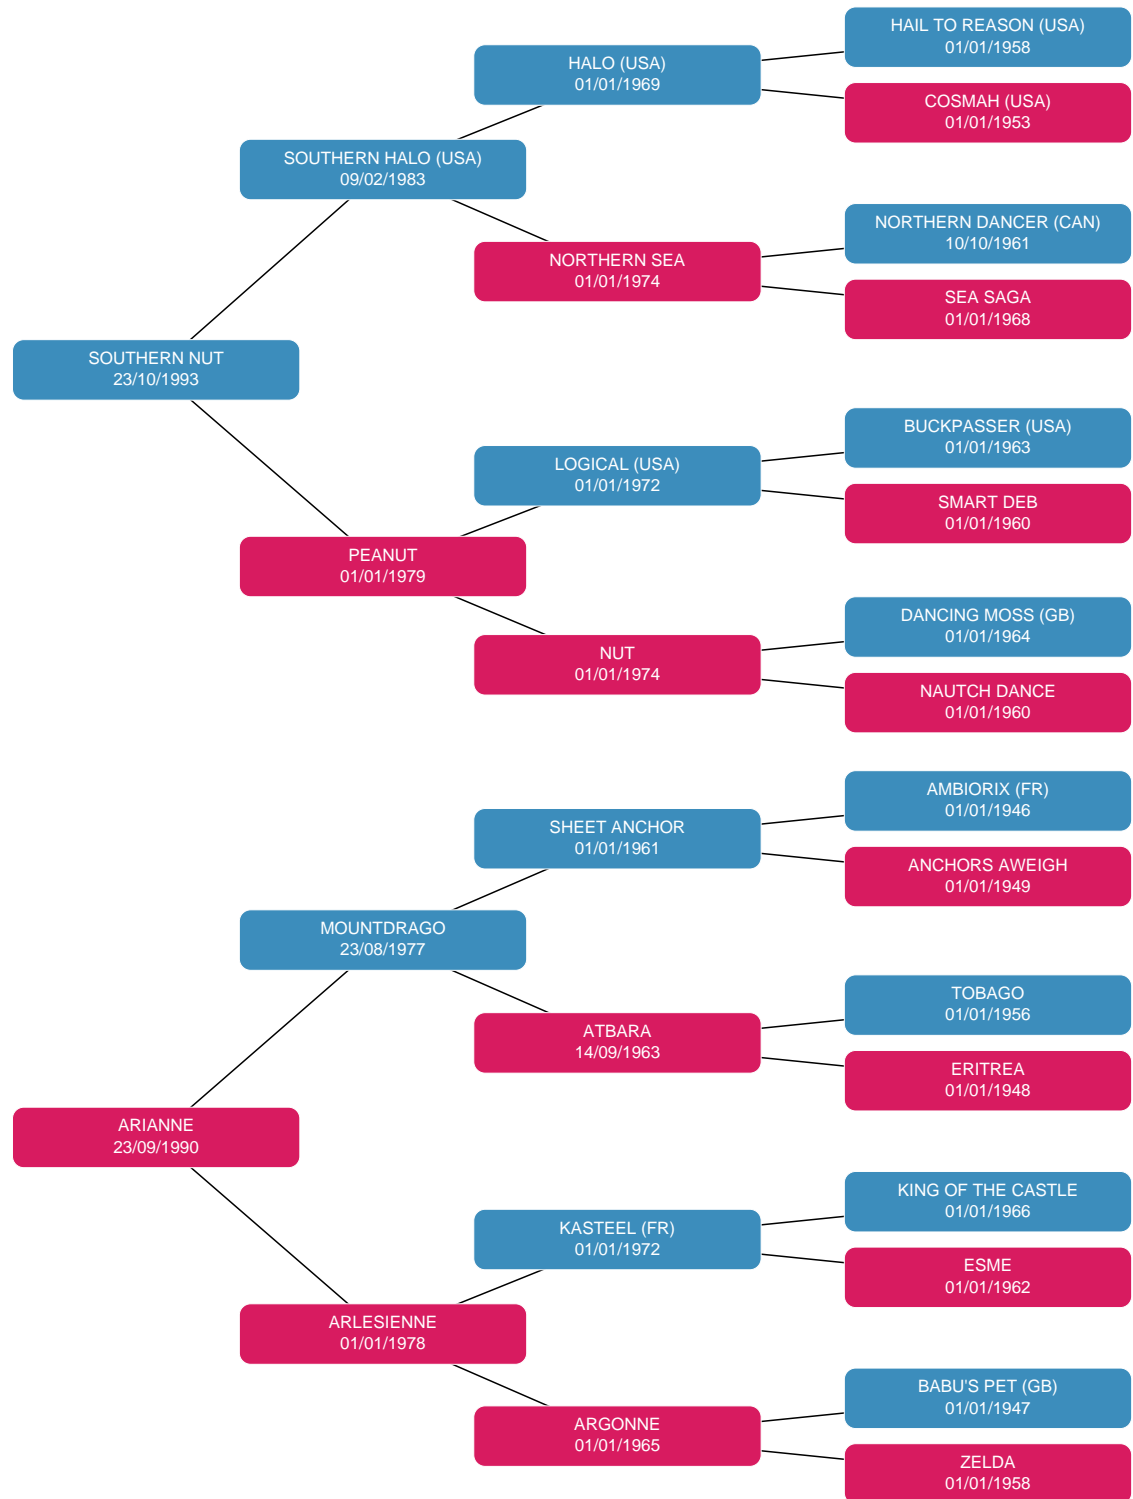 HAIL TO REASON (USA)
01/01/1958
HALO (USA)
01/01/1969
COSMAH (USA)
01/01/1953
SOUTHERN HALO (USA)
09/02/1983
NORTHERN DANCER (CAN)
10/10/1961
NORTHERN SEA
01/01/1974
SEA SAGA
01/01/1968
SOUTHERN NUT
23/10/1993
BUCKPASSER (USA)
01/01/1963
LOGICAL (USA)
01/01/1972
SMART DEB
01/01/1960
PEANUT
01/01/1979
DANCING MOSS (GB)
01/01/1964
NUT
01/01/1974
NAUTCH DANCE
01/01/1960
AMBIORIX (FR)
01/01/1946
SHEET ANCHOR
01/01/1961
ANCHORS AWEIGH
01/01/1949
MOUNTDRAGO
23/08/1977
TOBAGO
01/01/1956
ATBARA
14/09/1963
ERITREA
01/01/1948
ARIANNE
23/09/1990
KING OF THE CASTLE
01/01/1966
KASTEEL (FR)
01/01/1972
ESME
01/01/1962
ARLESIENNE
01/01/1978
BABU'S PET (GB)
01/01/1947
ARGONNE
01/01/1965
ZELDA
01/01/1958